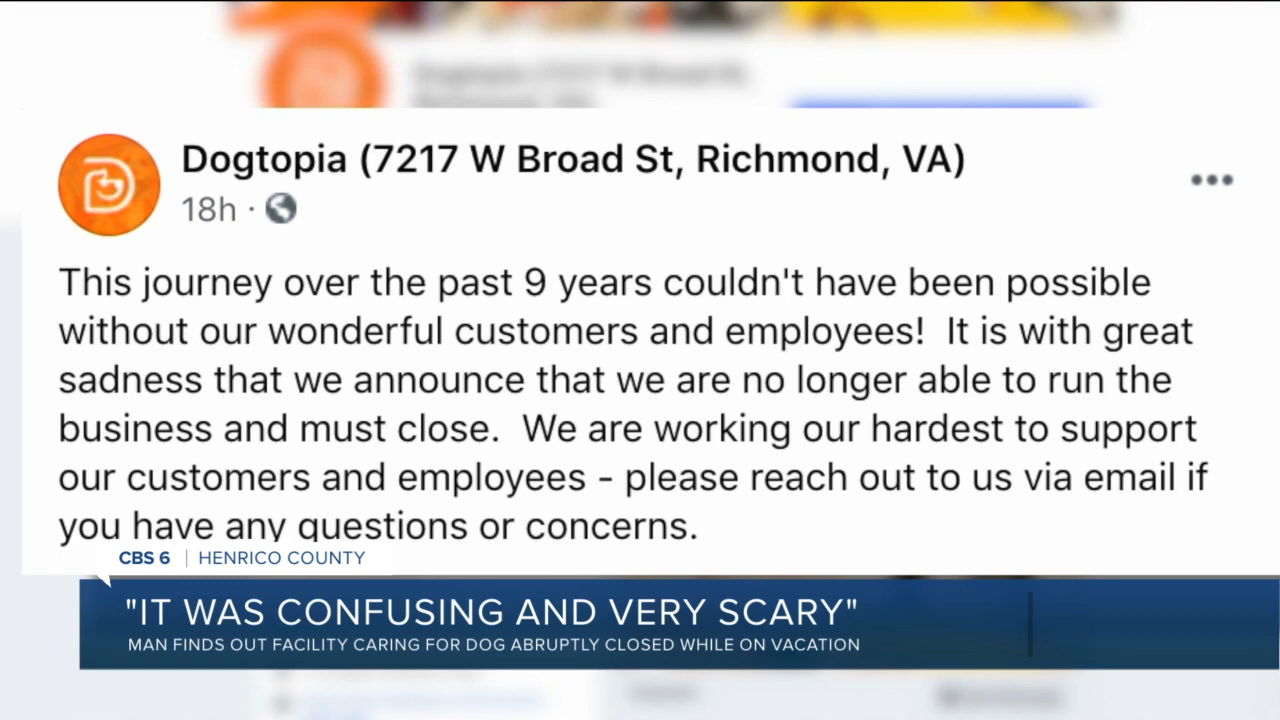 Dogtopia (7217 W Broad St, Richmond, VA)
18h ·
This journey over the past 9 years couldn't have been possible
without our wonderful customers and employees!  It is with great
sadness that we announce that we are no longer able to run the
business and must close.  We are working our hardest to support
our customers and employees - please reach out to us via email if
you have any questions or concerns.
CBS 6 | HENRICO COUNTY
"IT WAS CONFUSING AND VERY SCARY"
MAN FINDS OUT FACILITY CARING FOR DOG ABRUPTLY CLOSED WHILE ON VACATION